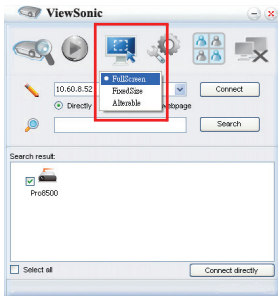 ViewSonic
FullScreen
FixedSize
Alterable
10.60.8.52
Connect
Directly
webpage
Search
Search result:
Pro8500
Select all
Connect directly